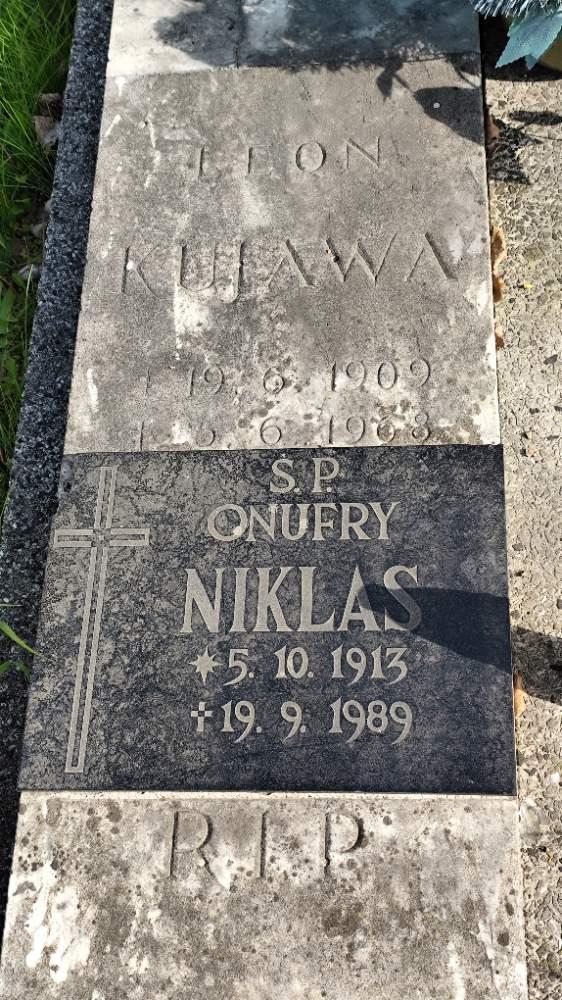 LEON
KUJAWA
19. 6. 1909
6. 1968
S.P.
ONUFRY
NIKLAS
*5. 10. 1913
✝19. 9. 1989
RIP